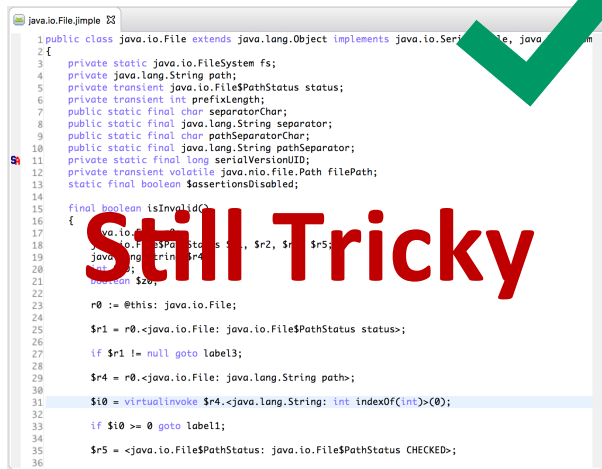 java.io.File.jimple
1 public class java.io.File extends java.lang.Object implements java.io.Seri
2 {
3 private static java.io.FileSystem fs;
4 private java.lang.String path;
5 private transient java.io.File$PathStatus status;
6 private transient int prefixLength;
7 public static final char separatorChar;
8 public static final java.lang.String separator;
9 public static final char pathSeparatorChar;
10 public static final java.lang.String pathSeparator;
11 private static final long serialVersionUID;
12 private transient volatile java.nio.file.Path filePath;
13 static final boolean $assertionsDisabled;
14
15 final boolean isInvalid()
16 {
17
18 $r2, $r5;
19
20
21 boolean $z0;
Still Tricky
22
23 r0 := @this: java.io.File;
24
25 $r1 = r0.<java.io.File: java.io.File$PathStatus status>;
26
27 if $r1 != null goto label3;
28
29 $r4 = r0.<java.io.File: java.lang.String path>;
30
31 $i0 = virtualinvoke $r4.<java.lang.String: int indexOf(int)>(0);
32
33 if $i0 >= 0 goto label1;
34
35 $r5 = <java.io.File$PathStatus: java.io.File$PathStatus CHECKED>;
36